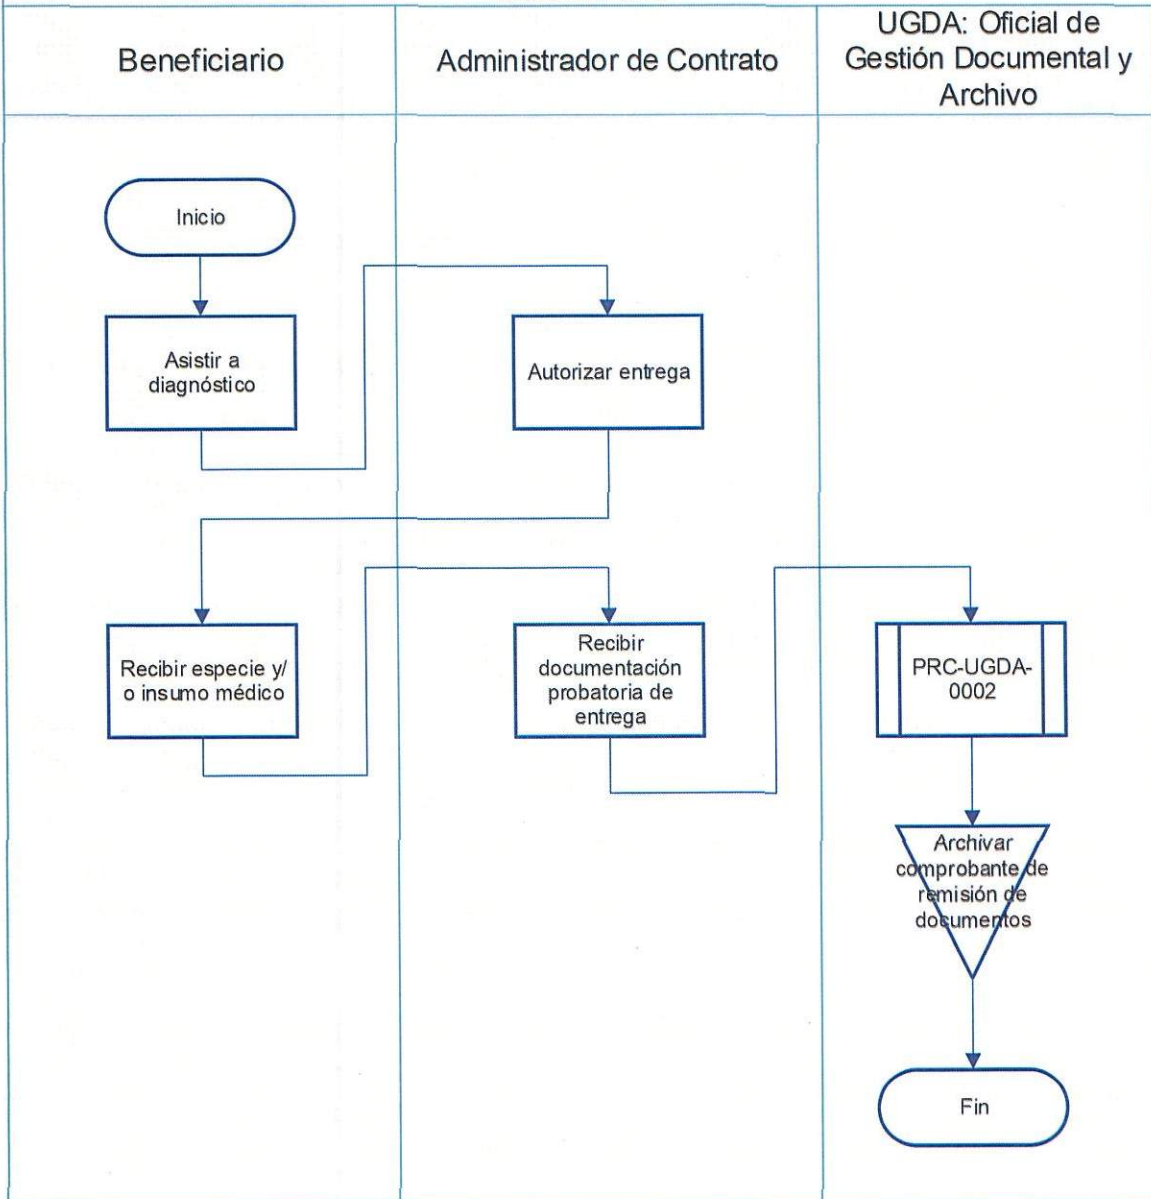 Beneficiario
Administrador de Contrato
UGDA: Oficial de
Gestión Documental y
Archivo
Inicio
Asistir a
diagnóstico
Autorizar entrega
Recibir especie y/
o insumo médico
Recibir
documentación
probatoria de
entrega
PRC-UGDA-
0002
Archivar
comprobante de
remisión de
documentos
Fin